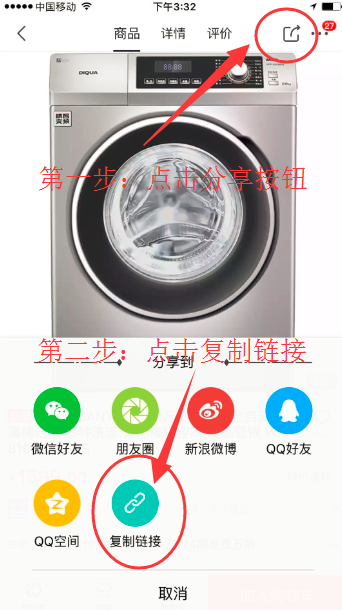 中国移动
下午3:32
商品 详情 评价
27
DIQUA
第一步：点击分享按钮
第二步：点击复制链接
分享到
微信好友 朋友圈 新浪微博 QQ好友
QQ空间 复制链接
取消